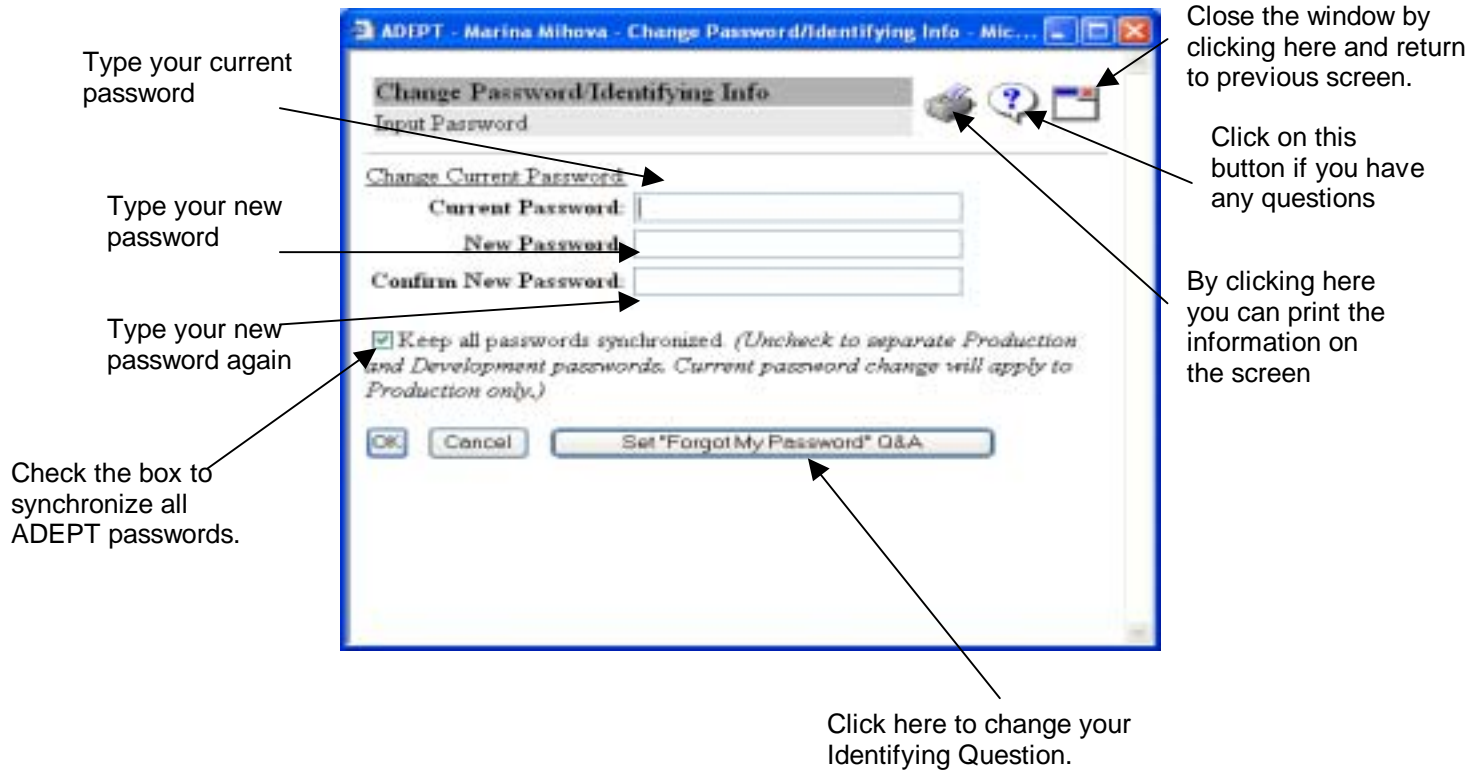 ADEPT - Marina Mihova - Change Password/Identifying Info - Mic...
Close the window by
clicking here and return
to previous screen.
Type your current
password
Change Password/Identifying Info
Input Password
Click on this
button if you have
any questions
Change Current Password
Current Password:
Type your new
password
New Password:
Confirm New Password:
By clicking here
you can print the
information on
the screen
Type your new
password again
Keep all passwords synchronized (Uncheck to separate Production
and Development passwords. Current password change will apply to
Production only.)
OK
Cancel
Set "Forgot My Password" Q&A
Check the box to
synchronize all
ADEPT passwords.
Click here to change your
Identifying Question.